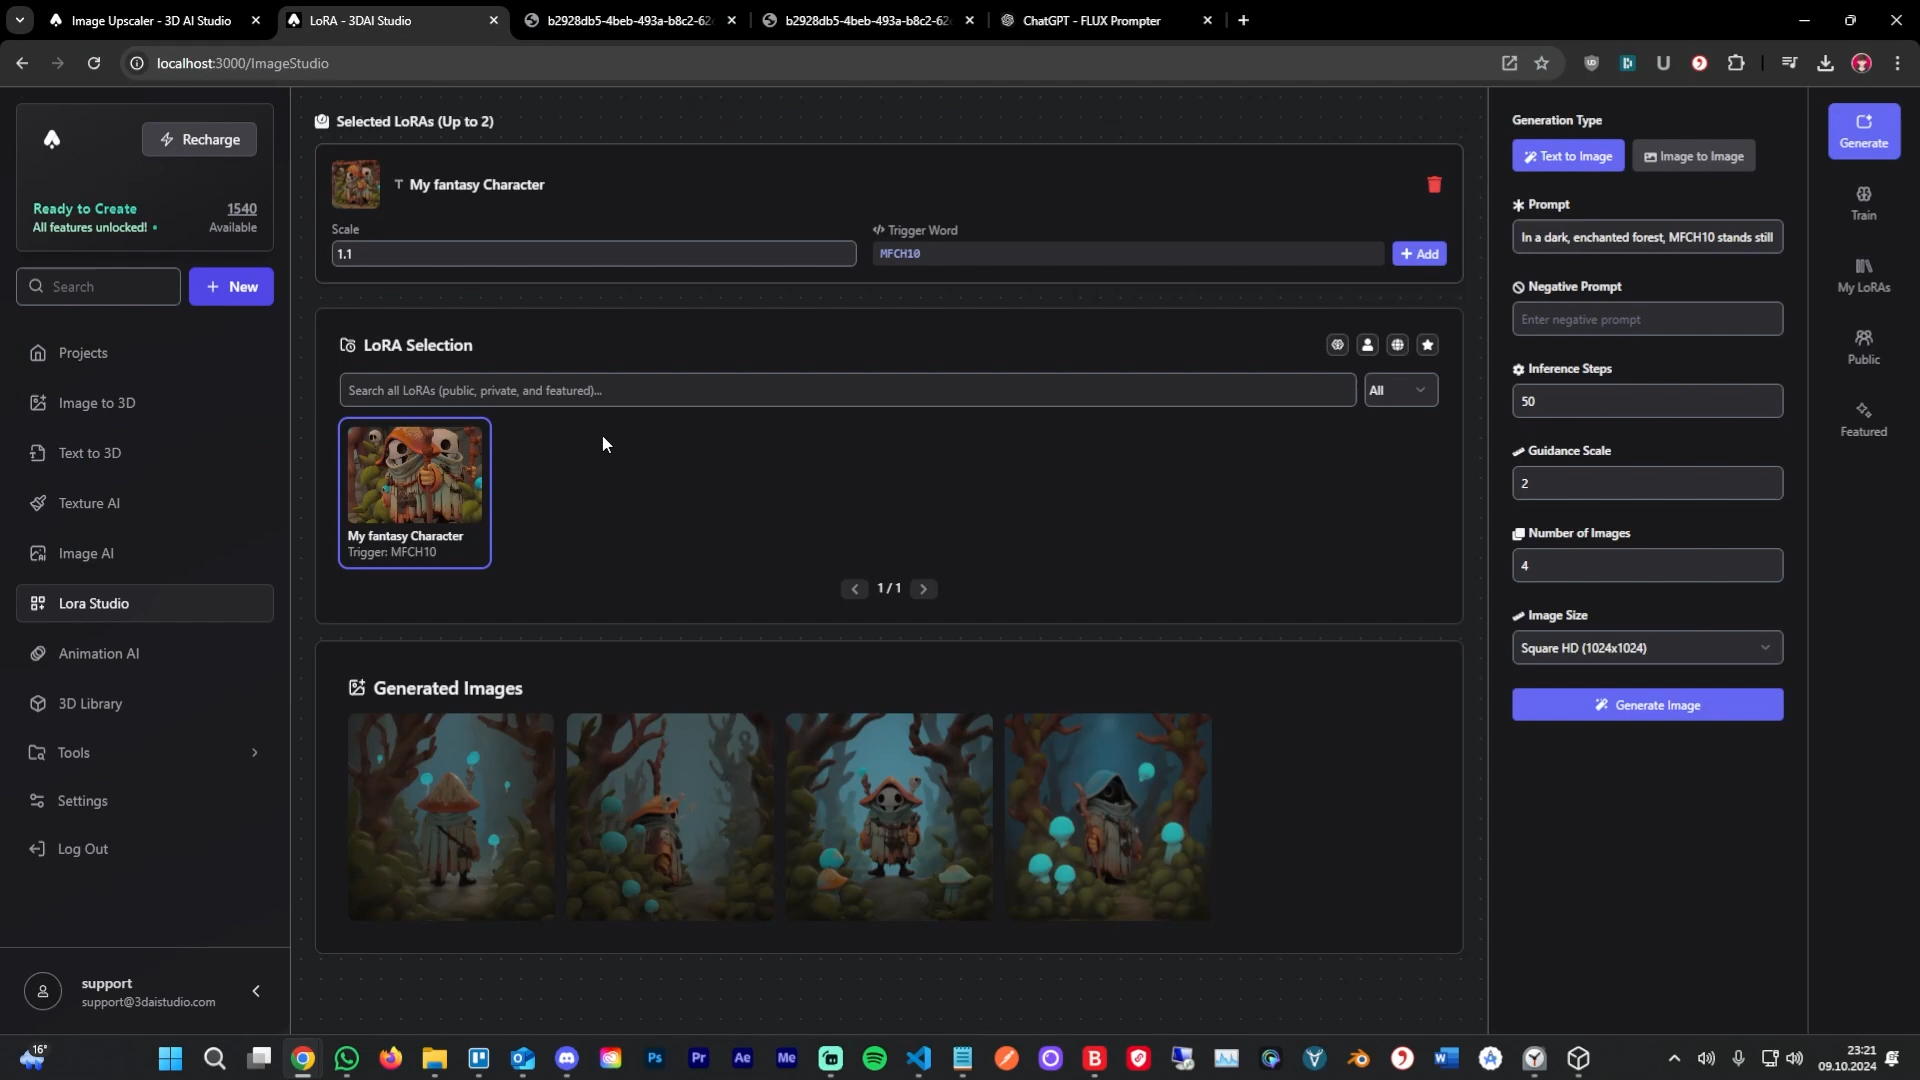 Image Upscaler - 3D AI Studio
LoRA - 3DAI Studio
b2928db5-4beb-493a-b8c2-62
b2928db5-4beb-493a-b8c2-62
ChatGPT - FLUX Prompter
localhost:3000/ImageStudio
Recharge
Ready to Create
1540
All features unlocked! •
Available
Search
New
Projects
Image to 3D
Text to 3D
Texture AI
Image AI
Lora Studio
Animation AI
3D Library
Tools
Settings
Log Out
support
support@3daistudio.com
Selected LoRAs (Up to 2)
My fantasy Character
Scale
Trigger Word
1.1
MFCH10
Add
LoRA Selection
Search all LoRAs (public, private, and featured)...
All
My fantasy Character
Trigger: MFCH10
1 / 1
Generated Images
Generation Type
Text to Image
Image to Image
Prompt
In a dark, enchanted forest, MFCH10 stands still
Negative Prompt
Enter negative prompt
Inference Steps
50
Guidance Scale
2
Number of Images
4
Image Size
Square HD (1024x1024)
Generate Image
Generate
Train
My LoRAs
Public
Featured
16°
Ps
Pr
Ae
Me
23:21
09.10.2024